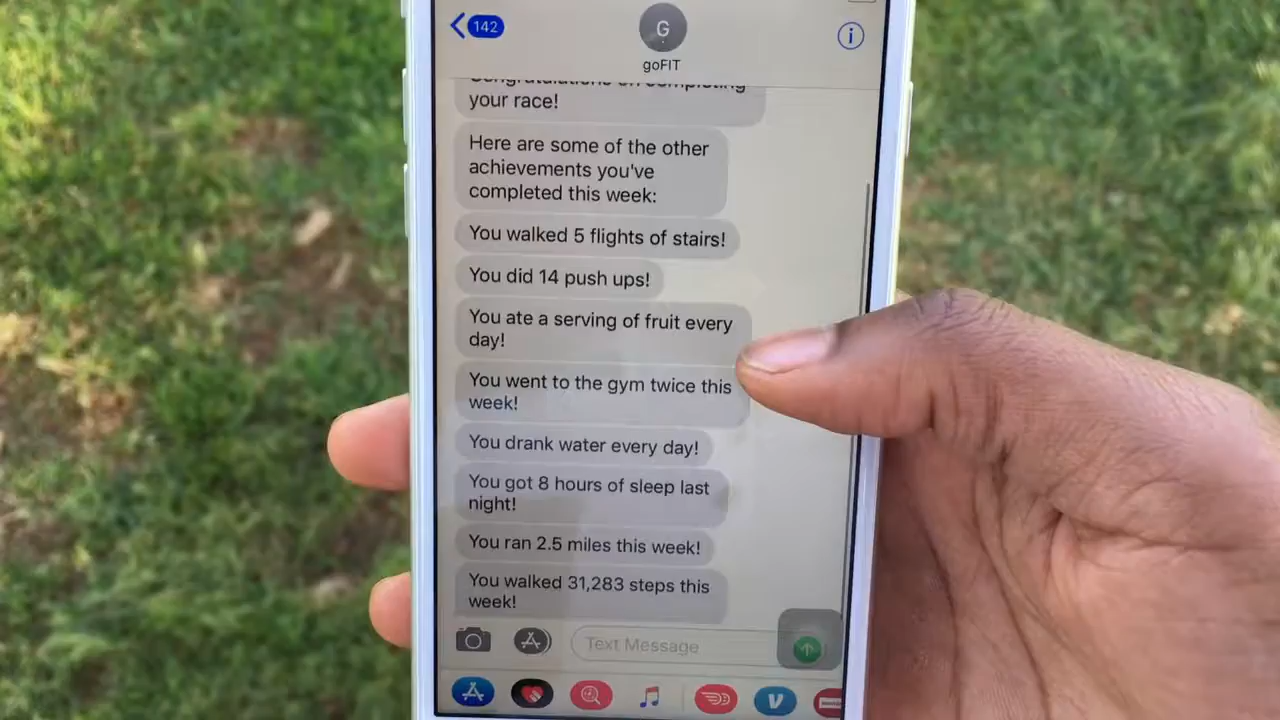 142
G
goFIT
Congratulations on completing
your race!
Here are some of the other
achievements you've
completed this week:
You walked 5 flights of stairs!
You did 14 push ups!
You ate a serving of fruit every
day!
You went to the gym twice this
week!
You drank water every day!
You got 8 hours of sleep last
night!
You ran 2.5 miles this week!
You walked 31,283 steps this
week!
Text Message